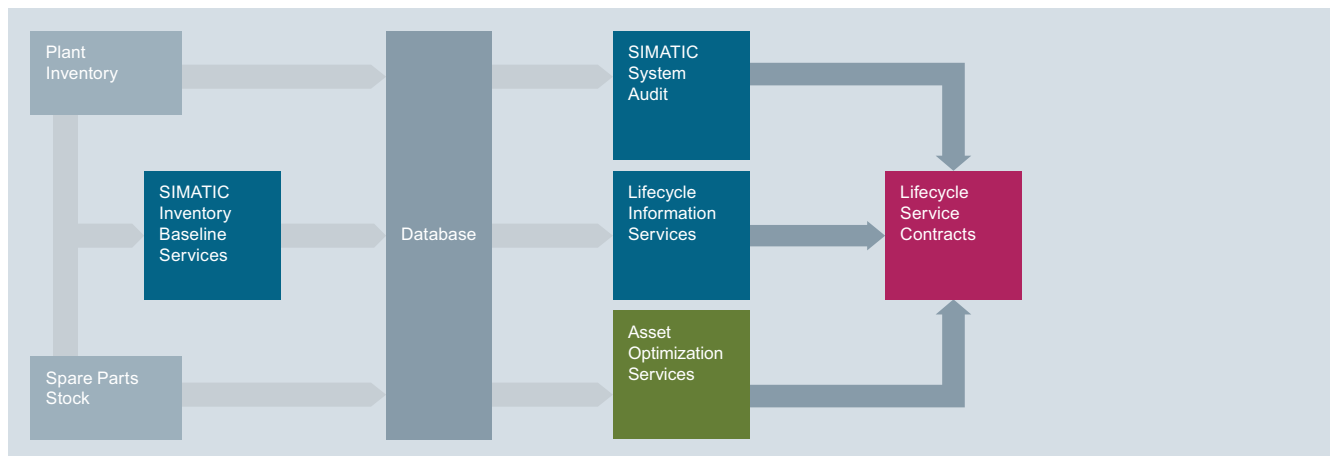 Plant
Inventory
SIMATIC
Inventory
Baseline
Services
Spare Parts
Stock
Database
SIMATIC
System
Audit
Lifecycle
Information
Services
Asset
Optimization
Services
Lifecycle
Service
Contracts